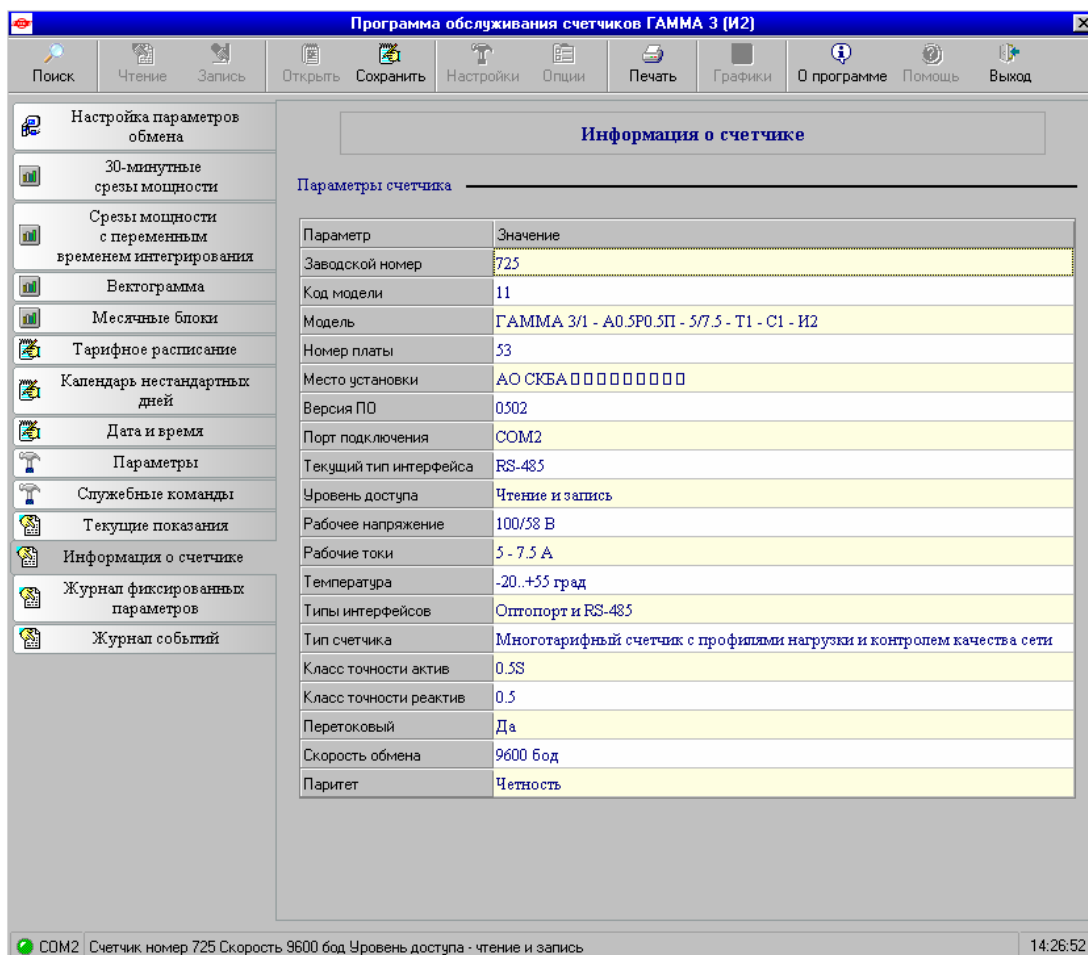 Программа обслуживания счетчиков ГАММА 3 (И2)
Поиск Чтение Запись Открыть Сохранить Настройки Опции Печать Графики О программе Помощь Выход
Настройка параметров
обмена
30-минутные
срезы мощности
Срезы мощности
с переменным
временем интегрирования
Вектограмма
Месячные блоки
Тарифное расписание
Календарь нестандартных
дней
Дата и время
Параметры
Служебные команды
Текущие показания
Информация о счетчике
Журнал фиксированных
параметров
Журнал событий
Информация о счетчике
Параметры счетчика
Параметр Значение
Заводской номер 725
Код модели 11
Модель ГАММА 3/1 - А0.5Р0.5П - 5/7.5 - Т1 - С1 - И2
Номер платы 53
Место установки АО СКБА▯▯▯▯▯▯▯▯▯
Версия ПО 0502
Порт подключения COM2
Текущий тип интерфейса RS-485
Уровень доступа Чтение и запись
Рабочее напряжение 100/58 В
Рабочие токи 5 - 7.5 А
Температура -20..+55 град
Типы интерфейсов Оптопорт и RS-485
Тип счетчика Многотарифный счетчик с профилями нагрузки и контролем качества сети
Класс точности актив 0.5S
Класс точности реактив 0.5
Перетоковый Да
Скорость обмена 9600 бод
Паритет Четность
COM2 Счетчик номер 725 Скорость 9600 бод Уровень доступа - чтение и запись 14:26:52